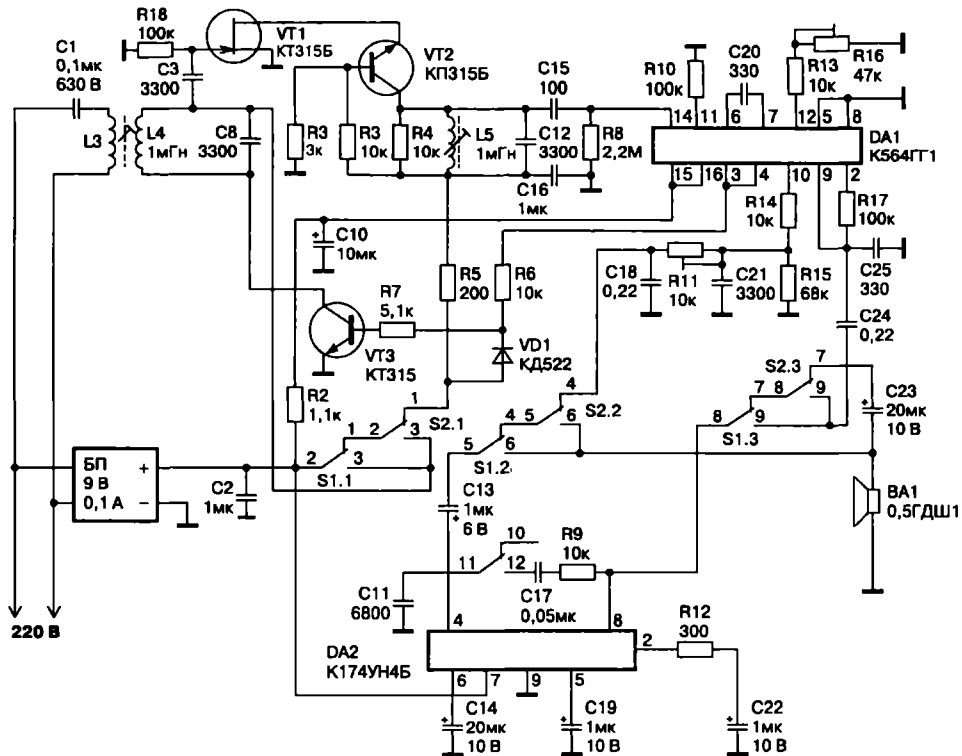 R18
100к
VT1
КТ315Б
C1
0,1мк
630 В
C3
3300
L3
L4
1мГн
C8
3300
VT2
КП315Б
R3
3к
R3
10к
R4
10к
L5
1мГн
C15
100
C12
3300
C16
1мк
R8
2,2М
R10
100к
C20
330
R13
10к
R16
47к
14
11
6
7
12
5
8
DA1
К564ГГ1
15
16
3
4
10
9
2
R14
10к
R17
100к
C25
330
C24
0,22
C10
10мк
R5
200
R6
10к
C18
0,22
R11
10к
C21
3300
R15
68к
R7
5,1к
VT3
КТ315
VD1
КД522
R2
1,1к
1
2
3
S2.1
1
2
3
S1.1
4
5
6
S2.2
4
5
6
S1.2
7
8
9
S2.3
7
8
9
S1.3
C23
20мк
10 В
БП
9 В
0,1 А
+
−
C2
1мк
220 В
C13
1мк
6 В
BA1
0,5ГДШ1
10
11
12
C11
6800
C17
0,05мк
R9
10к
4
8
DA2
К174УН4Б
2
R12
300
6
7
9
5
C14
20мк
10 В
C19
1мк
10 В
C22
1мк
10 В